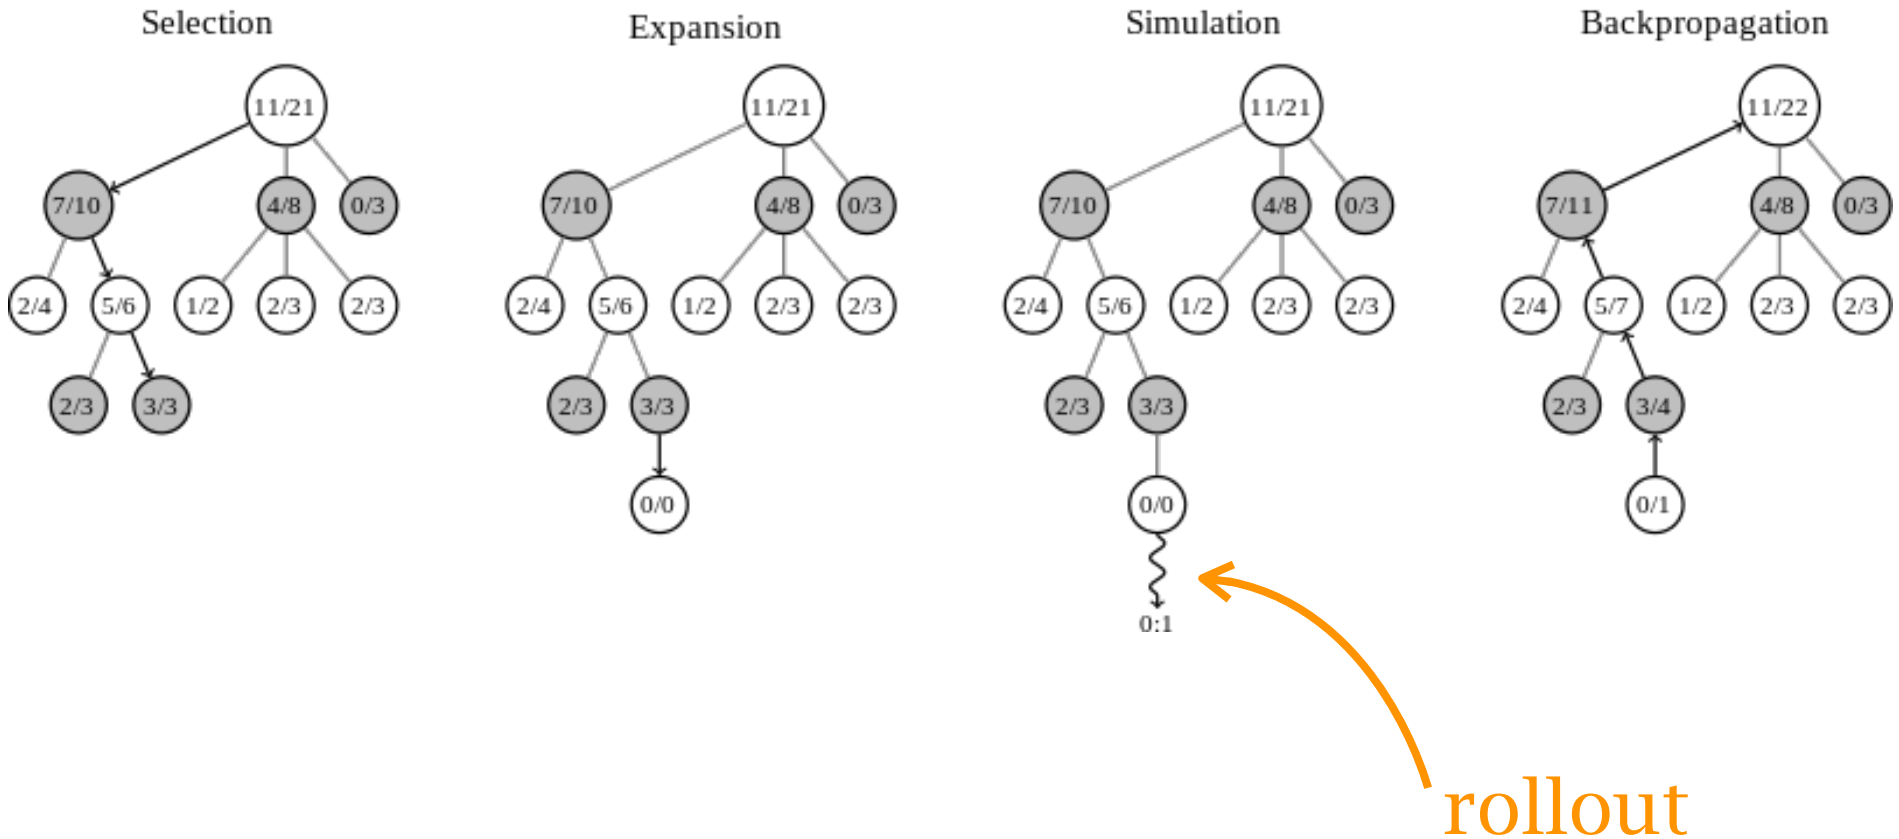 Selection
11/21
7/10 4/8 0/3
2/4 5/6 1/2 2/3 2/3
2/3 3/3
Expansion
11/21
7/10 4/8 0/3
2/4 5/6 1/2 2/3 2/3
2/3 3/3
0/0
Simulation
11/21
7/10 4/8 0/3
2/4 5/6 1/2 2/3 2/3
2/3 3/3
0/0
0:1
Backpropagation
11/22
7/11 4/8 0/3
2/4 5/7 1/2 2/3 2/3
2/3 3/4
0/1
rollout